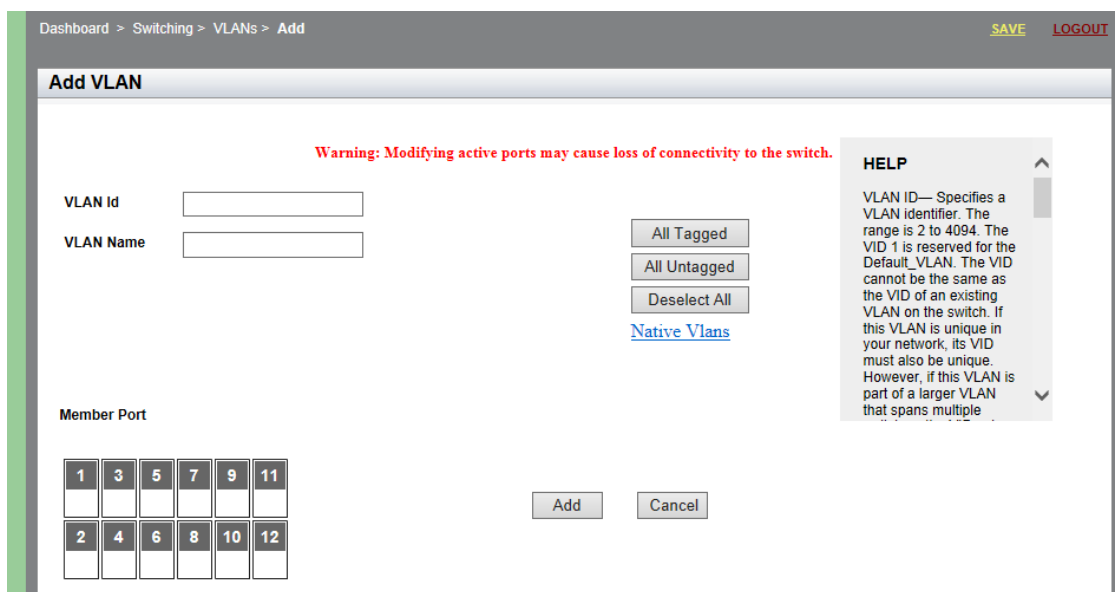 Dashboard > Switching > VLANs > Add
SAVE LOGOUT
Add VLAN
Warning: Modifying active ports may cause loss of connectivity to the switch.
VLAN Id
VLAN Name
All Tagged
All Untagged
Deselect All
Native Vlans
HELP
VLAN ID— Specifies a
VLAN identifier. The
range is 2 to 4094. The
VID 1 is reserved for the
Default_VLAN. The VID
cannot be the same as
the VID of an existing
VLAN on the switch. If
this VLAN is unique in
your network, its VID
must also be unique.
However, if this VLAN is
part of a larger VLAN
that spans multiple
Member Port
1 3 5 7 9 11
2 4 6 8 10 12
Add Cancel